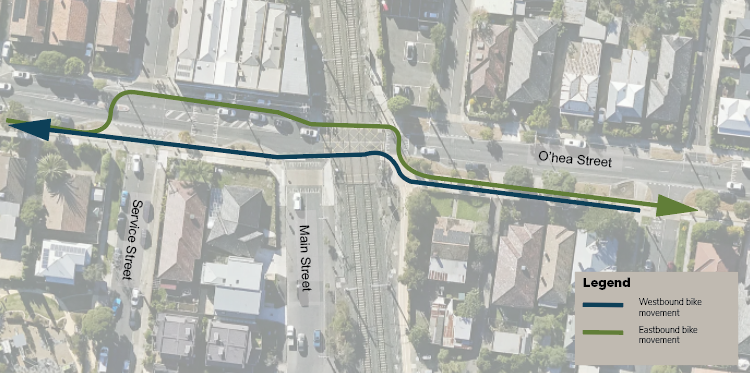 O'hea Street
Service Street
Main Street
Legend
Westbound bike
movement
Eastbound bike
movement